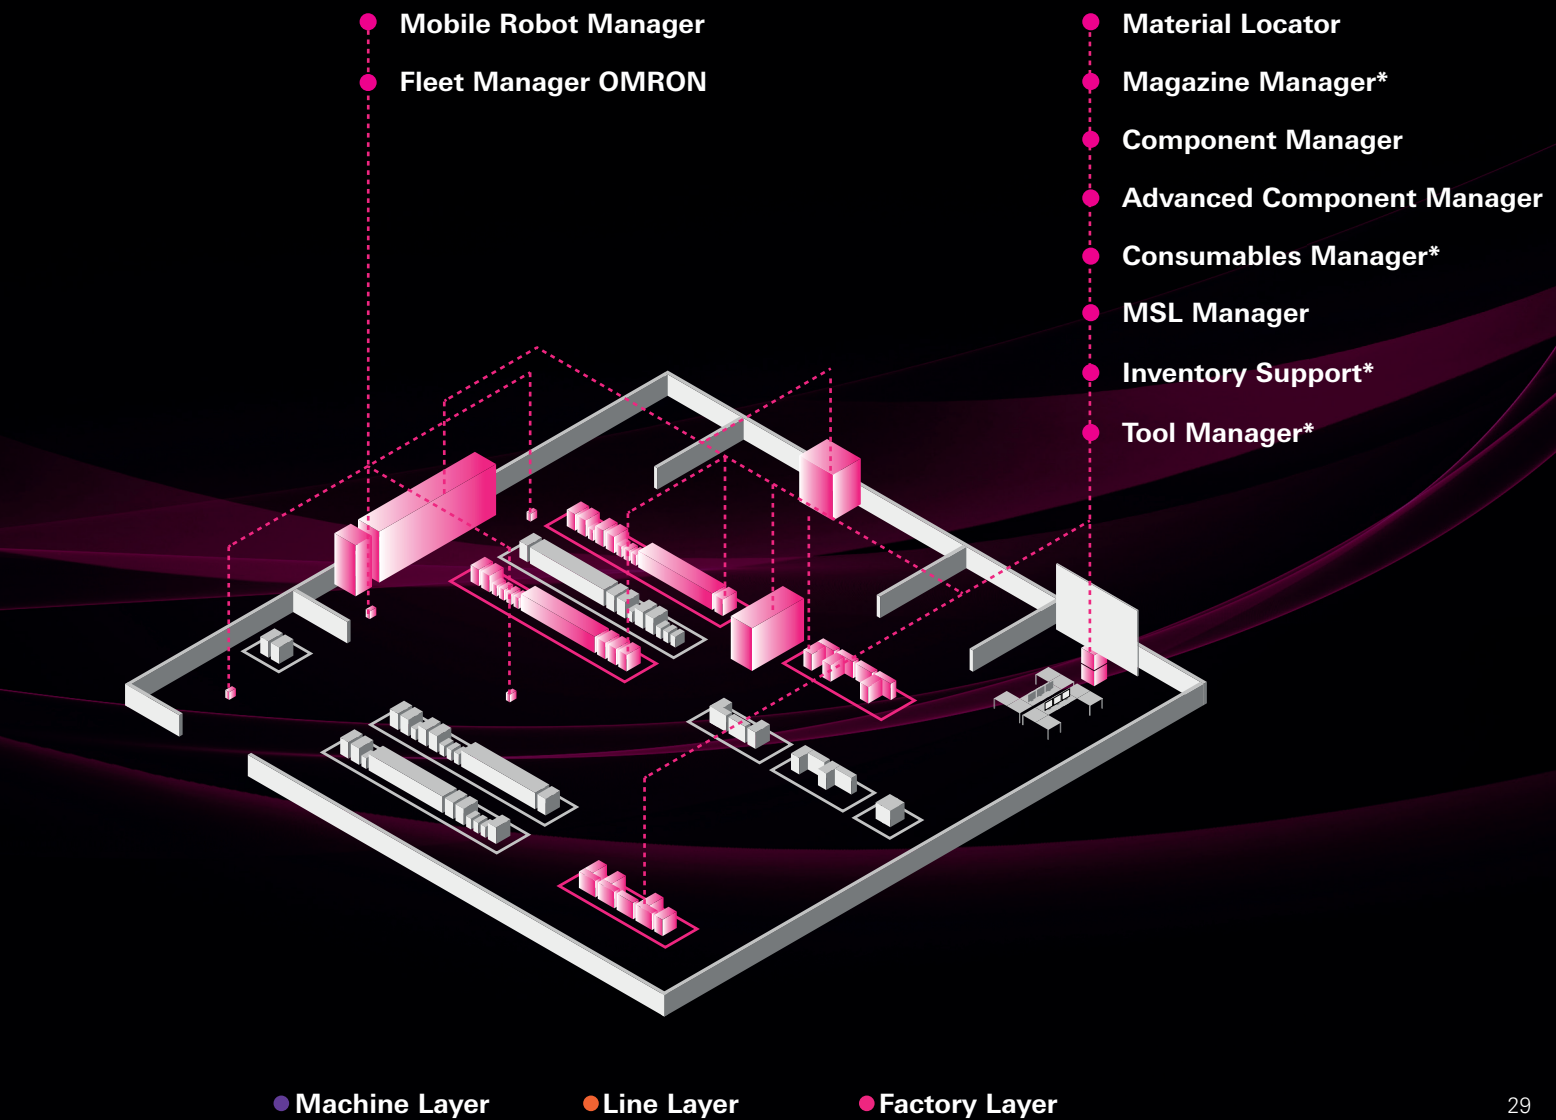 Mobile Robot Manager
Fleet Manager OMRON
Material Locator
Magazine Manager*
Component Manager
Advanced Component Manager
Consumables Manager*
MSL Manager
Inventory Support*
Tool Manager*
Machine Layer
Line Layer
Factory Layer
29